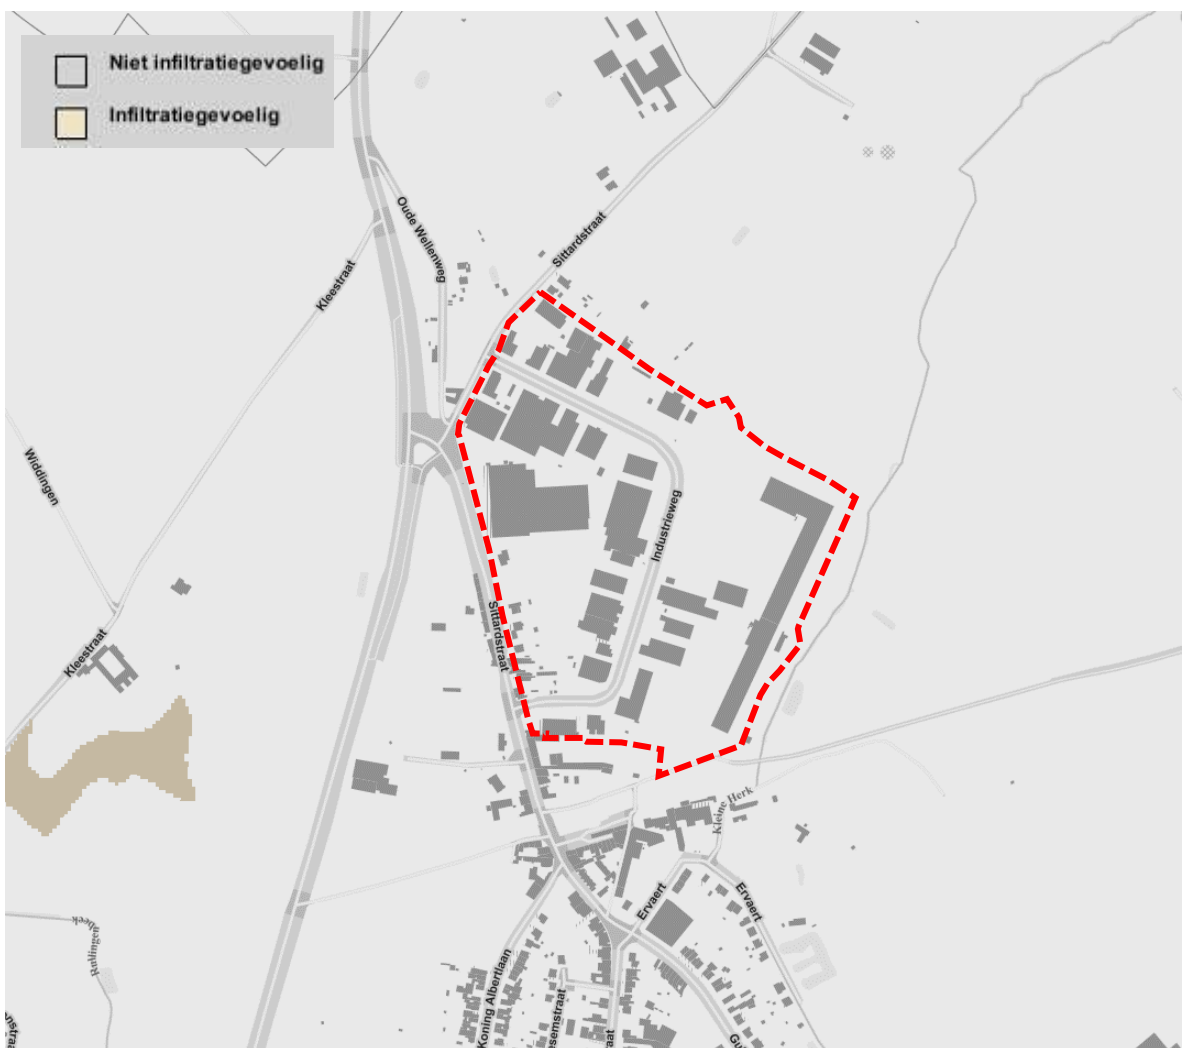 Niet infiltratiegevoelig
Infiltratiegevoelig
Oude Wellenweg
Sittardstraat
Kleestraat
Widdingen
Industrieweg
Sittardstraat
Kleestraat
Kleine Herk
Ervaert
Ervaert
Koning Albertlaan